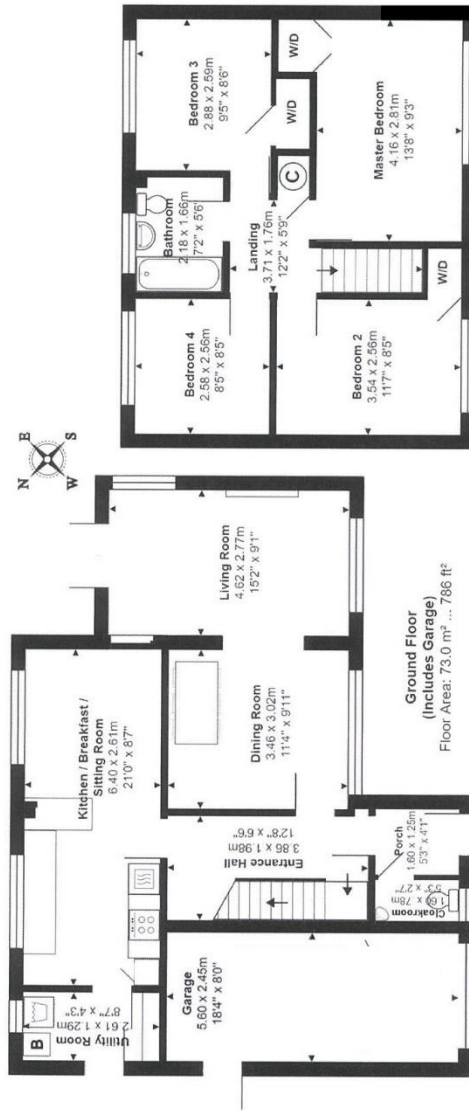 Utility Room
2.61 x 1.29m
8'7" x 4'3"
B
Kitchen / Breakfast /
Sitting Room
6.40 x 2.61m
21'0" x 8'7"
Garage
5.60 x 2.45m
18'4" x 8'0"
Entrance Hall
3.86 x 1.98m
12'8" x 6'6"
Cloakroom
1.60 x .78m
5'3" x 2'7"
Porch
1.60 x 1.25m
5'3" x 4'1"
Dining Room
3.46 x 3.02m
11'4" x 9'11"
Living Room
4.62 x 2.77m
15'2" x 9'1"
Ground Floor
(Includes Garage)
Floor Area: 73.0 m² ... 786 ft²
N
E
S
W
Bedroom 4
2.58 x 2.56m
8'5" x 8'5"
Bathroom
2.18 x 1.66m
7'2" x 5'6"
Bedroom 3
2.88 x 2.59m
9'5" x 8'6"
Landing
3.71 x 1.76m
12'2" x 5'9"
C
W/D
W/D
Bedroom 2
3.54 x 2.56m
11'7" x 8'5"
W/D
Master Bedroom
4.16 x 2.81m
13'8" x 9'3"